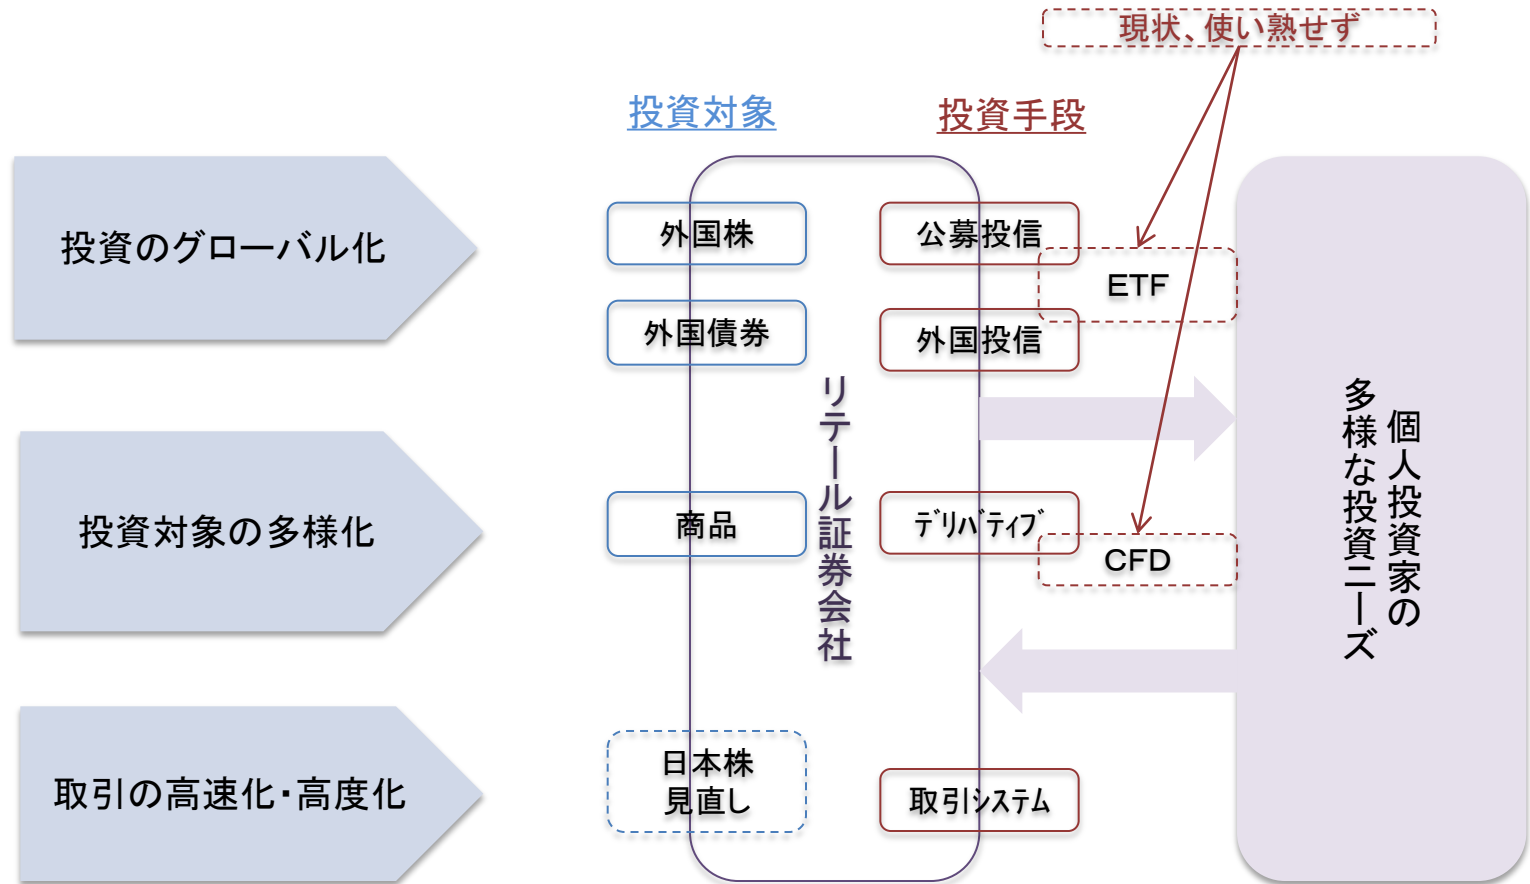 現状、使い熟せず
投資対象
投資手段
投資のグローバル化
外国株
公募投信
ETF
外国債券
外国投信
リテール証券会社
個人投資家の
多様な投資ニーズ
投資対象の多様化
商品
ﾃﾞﾘﾊﾞﾃｨﾌﾞ
CFD
取引の高速化・高度化
日本株
見直し
取引ｼｽﾃﾑ